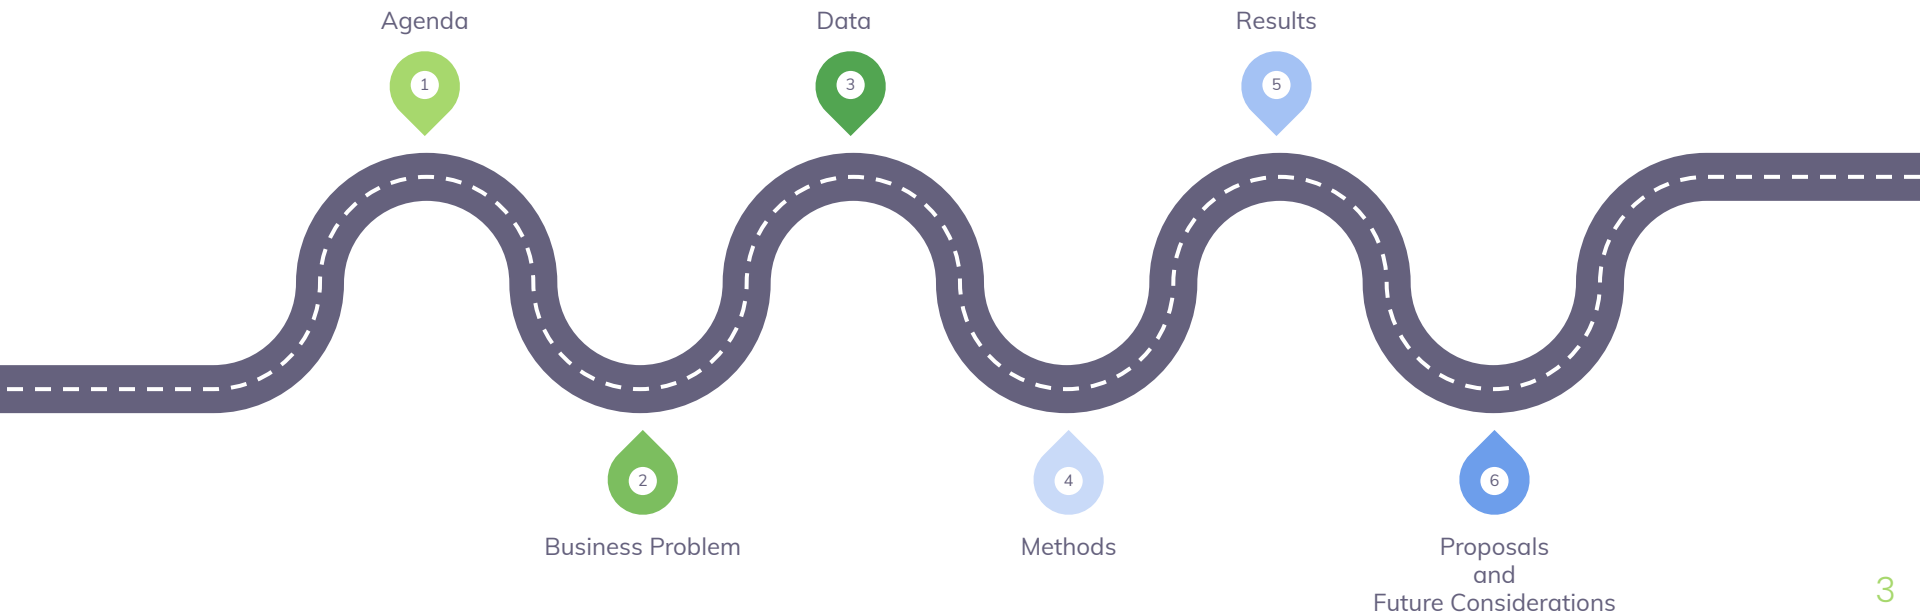 Agenda
1
Data
3
Results
5
2
Business Problem
4
Methods
6
Proposals
and
Future Considerations
3